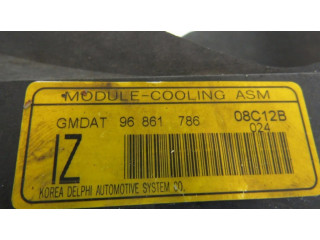 MODULE-COOLING ASM
GMDAT 96 861 786 08C12B
024
IZ
KOREA DELPHI AUTOMOTIVE SYSTEM CO.